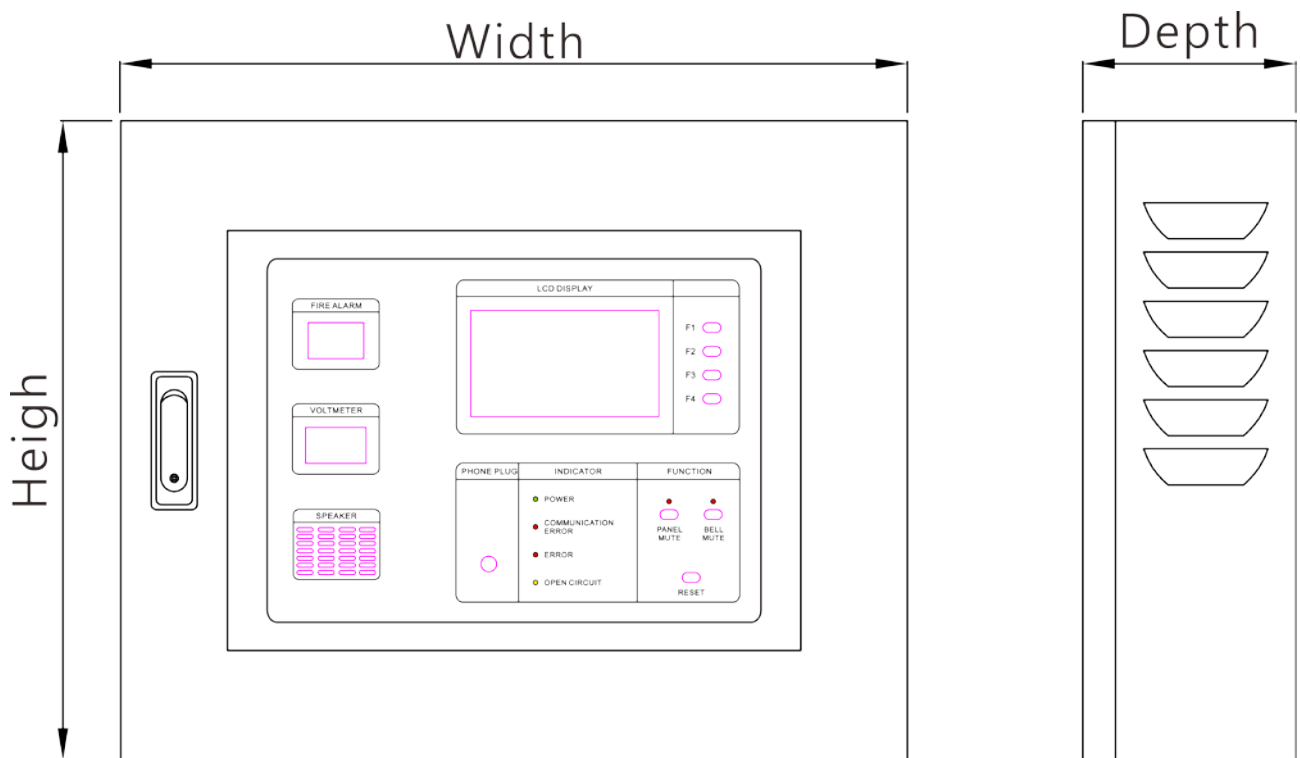 Width
Depth
Heigh
FIRE ALARM
VOLTMETER
SPEAKER
LCD DISPLAY
F1
F2
F3
F4
PHONE PLUG
INDICATOR
POWER
COMMUNICATION
ERROR
ERROR
OPEN CIRCUIT
FUNCTION
PANEL
MUTE
BELL
MUTE
RESET